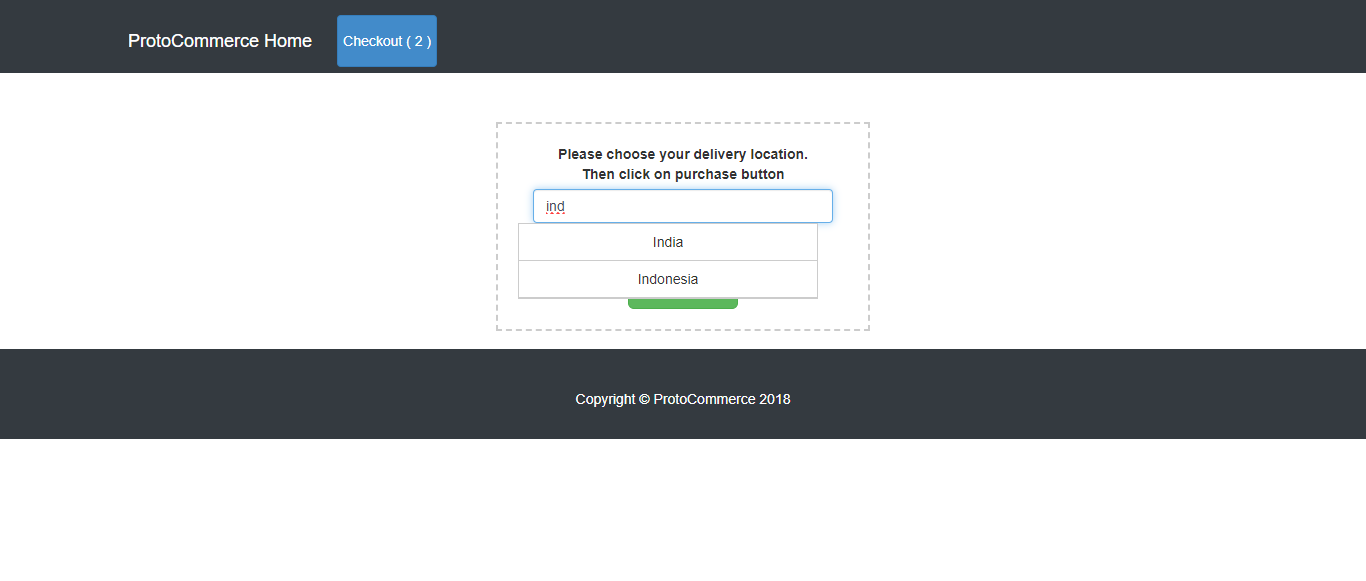 ProtoCommerce Home Checkout ( 2 )
Please choose your delivery location.
Then click on purchase button
ind
India
Indonesia
Copyright © ProtoCommerce 2018